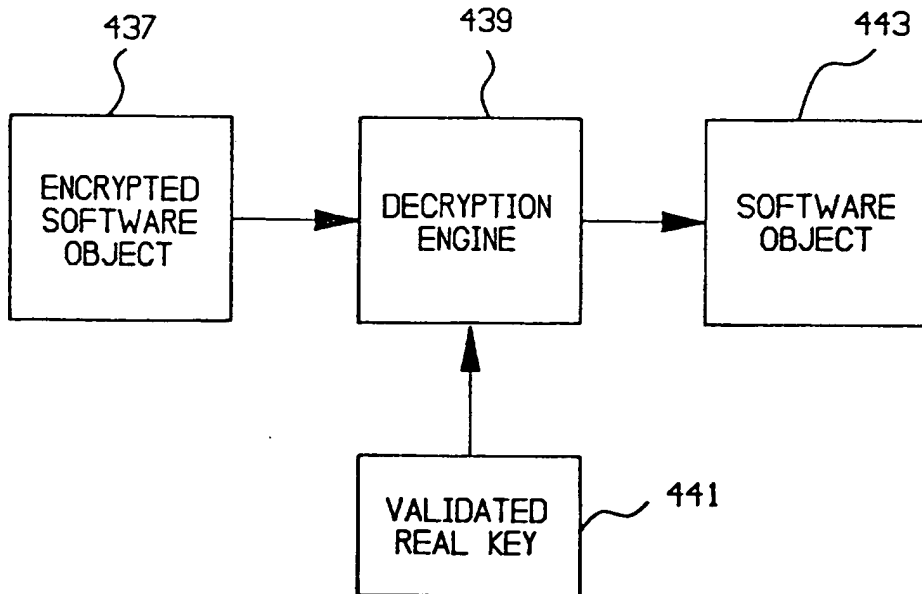 437
439
443
ENCRYPTED
SOFTWARE
OBJECT
DECRYPTION
ENGINE
SOFTWARE
OBJECT
VALIDATED
REAL KEY
441